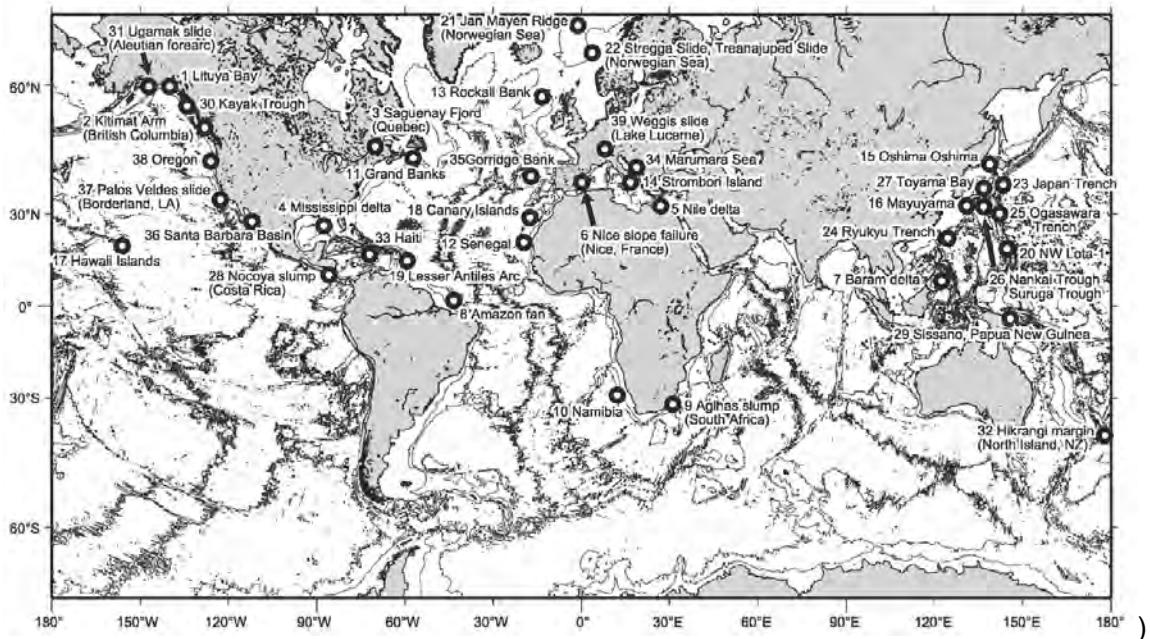 31 Ugamak slide
(Aleutian forearc)
1 Lituya Bay
30 Kayak Trough
2 Kitimat Arm
(British Columbia)
38 Oregon
37 Palos Veldes slide
(Borderland, LA)
36 Santa Barbara Basin
17 Hawaii Islands
3 Saguenay Fjord
(Quebec)
11 Grand Banks
4 Mississippi delta
33 Haiti
28 Nocoya slump
(Costa Rica)
19 Lesser Antiles Arc
8 Amazon fan
21 Jan Mayen Ridge
(Norwegian Sea)
22 Stregga Slide, Treanajuped Slide
(Norwegian Sea)
13 Rockall Bank
39 Weggis slide
(Lake Lucerne)
35Gorridge Bank
34 Marumara Sea
14 Strombori Island
18 Canary Islands
5 Nile delta
12 Senegal
6 Nice slope failure
(Nice, France)
10 Namibia
9 Aglhas slump
(South Africa)
15 Oshima Oshima
27 Toyama Bay
23 Japan Trench
16 Mayuyama
25 Ogasawara
Trench
24 Ryukyu Trench
20 NW Lota-1
7 Baram delta
26 Nankai Trough
Suruga Trough
29 Sissano, Papua New Guinea
32 Hikrangi margin
(North Island, NZ)
60°N
30°N
0°
30°S
60°S
180° 150°W 120°W 90°W 60°W 30°W 0° 30°E 60°E 90°E 120°E 150°E 180°
)